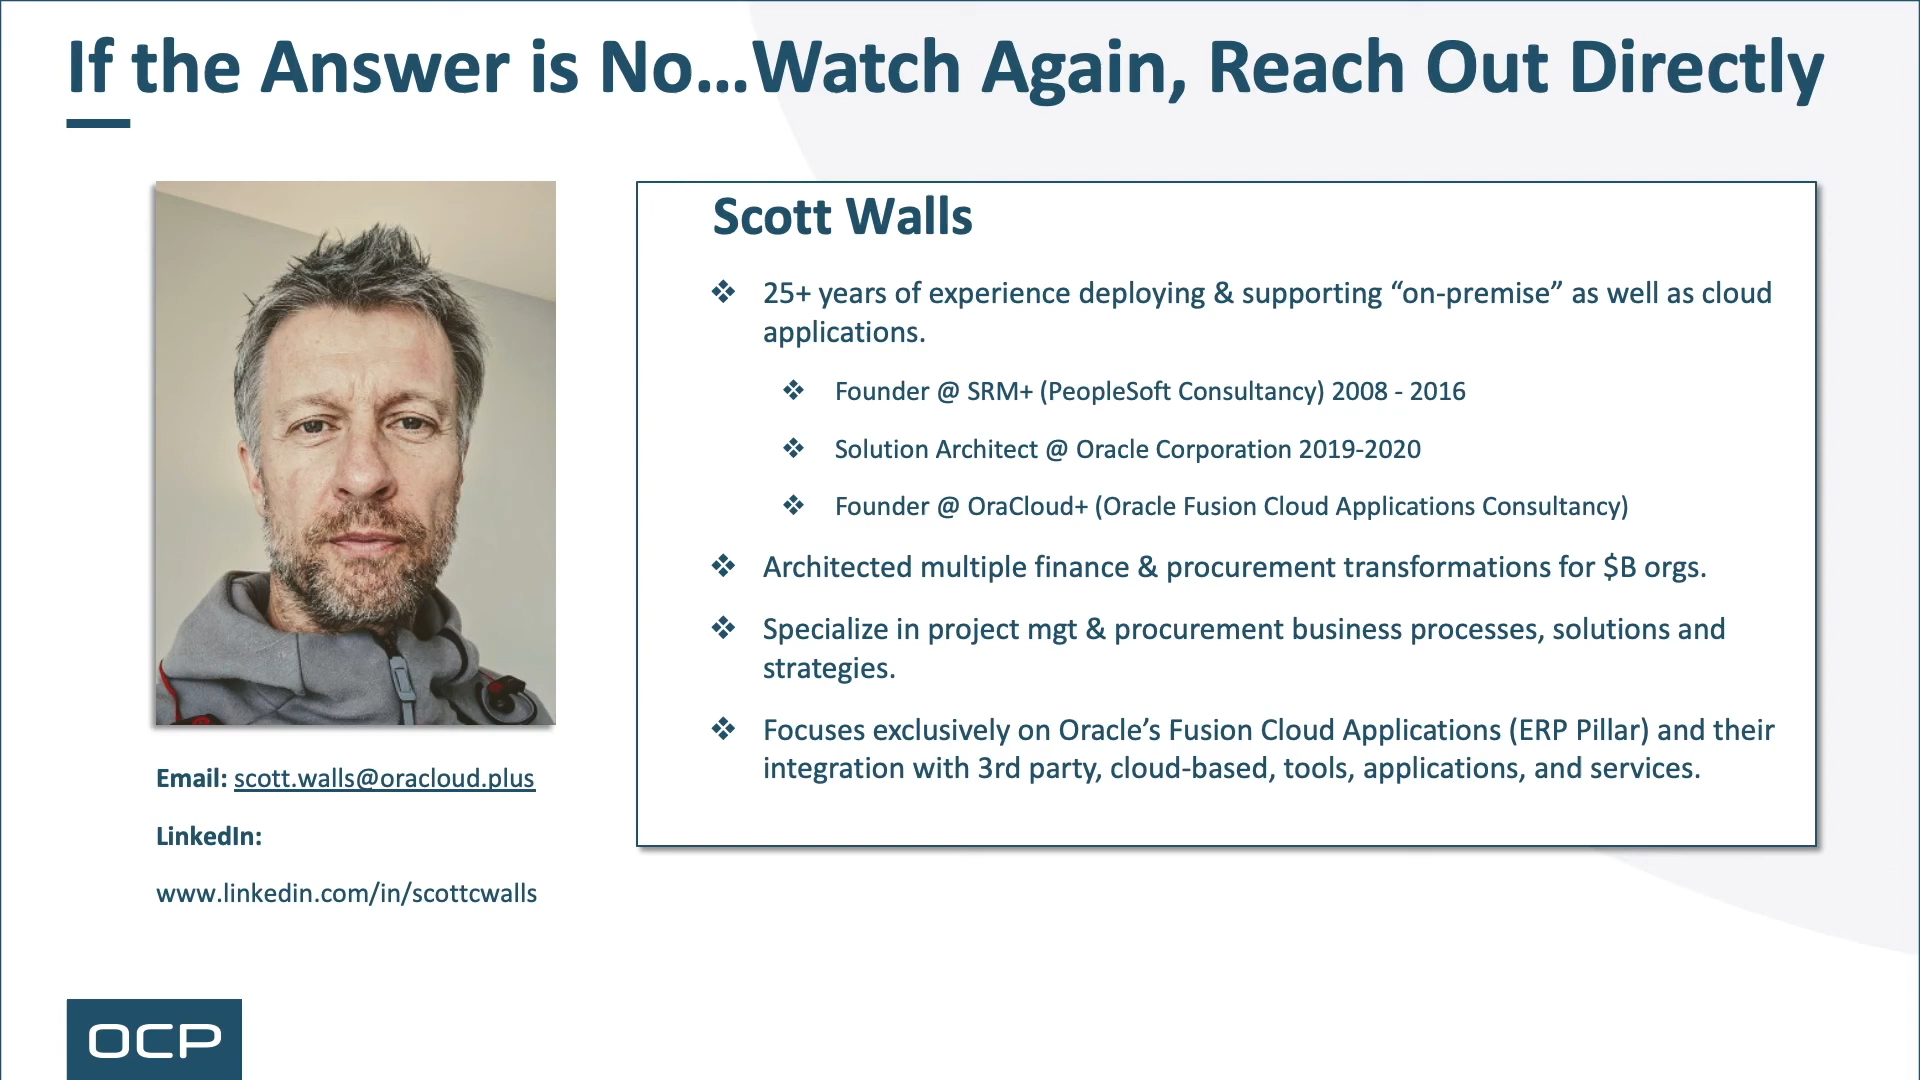 If the Answer is No...Watch Again, Reach Out Directly
Scott Walls
❖ 25+ years of experience deploying & supporting “on-premise” as well as cloud
applications.
❖ Founder @ SRM+ (PeopleSoft Consultancy) 2008 - 2016
❖ Solution Architect @ Oracle Corporation 2019-2020
❖ Founder @ OraCloud+ (Oracle Fusion Cloud Applications Consultancy)
❖ Architected multiple finance & procurement transformations for $B orgs.
❖ Specialize in project mgt & procurement business processes, solutions and
strategies.
❖ Focuses exclusively on Oracle’s Fusion Cloud Applications (ERP Pillar) and their
integration with 3rd party, cloud-based, tools, applications, and services.
Email: scott.walls@oracloud.plus
LinkedIn:
www.linkedin.com/in/scottcwalls
OCP